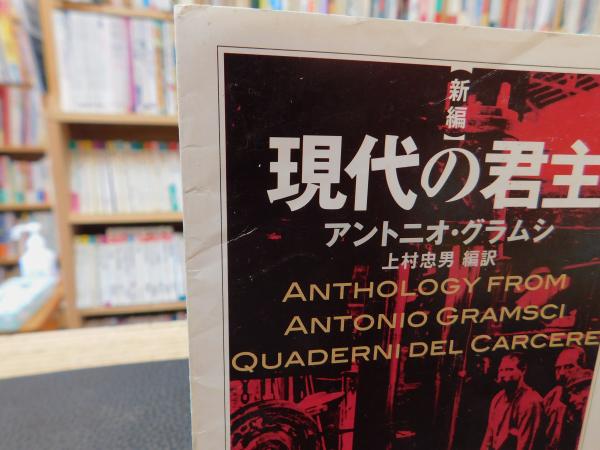 【新編】
現代の君主
アントニオ・グラムシ
上村忠男 編訳
ANTHOLOGY FROM
ANTONIO GRAMSCI
QUADERNI DEL CARCERE